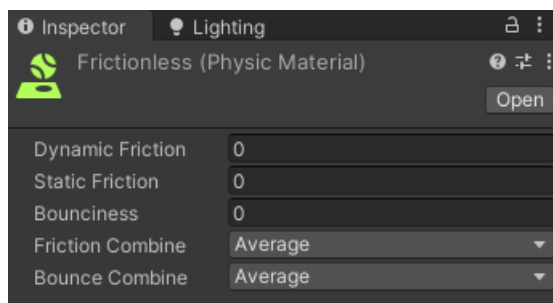 Inspector Lighting
Frictionless (Physic Material)
Open
Dynamic Friction 0
Static Friction 0
Bounciness 0
Friction Combine Average
Bounce Combine Average